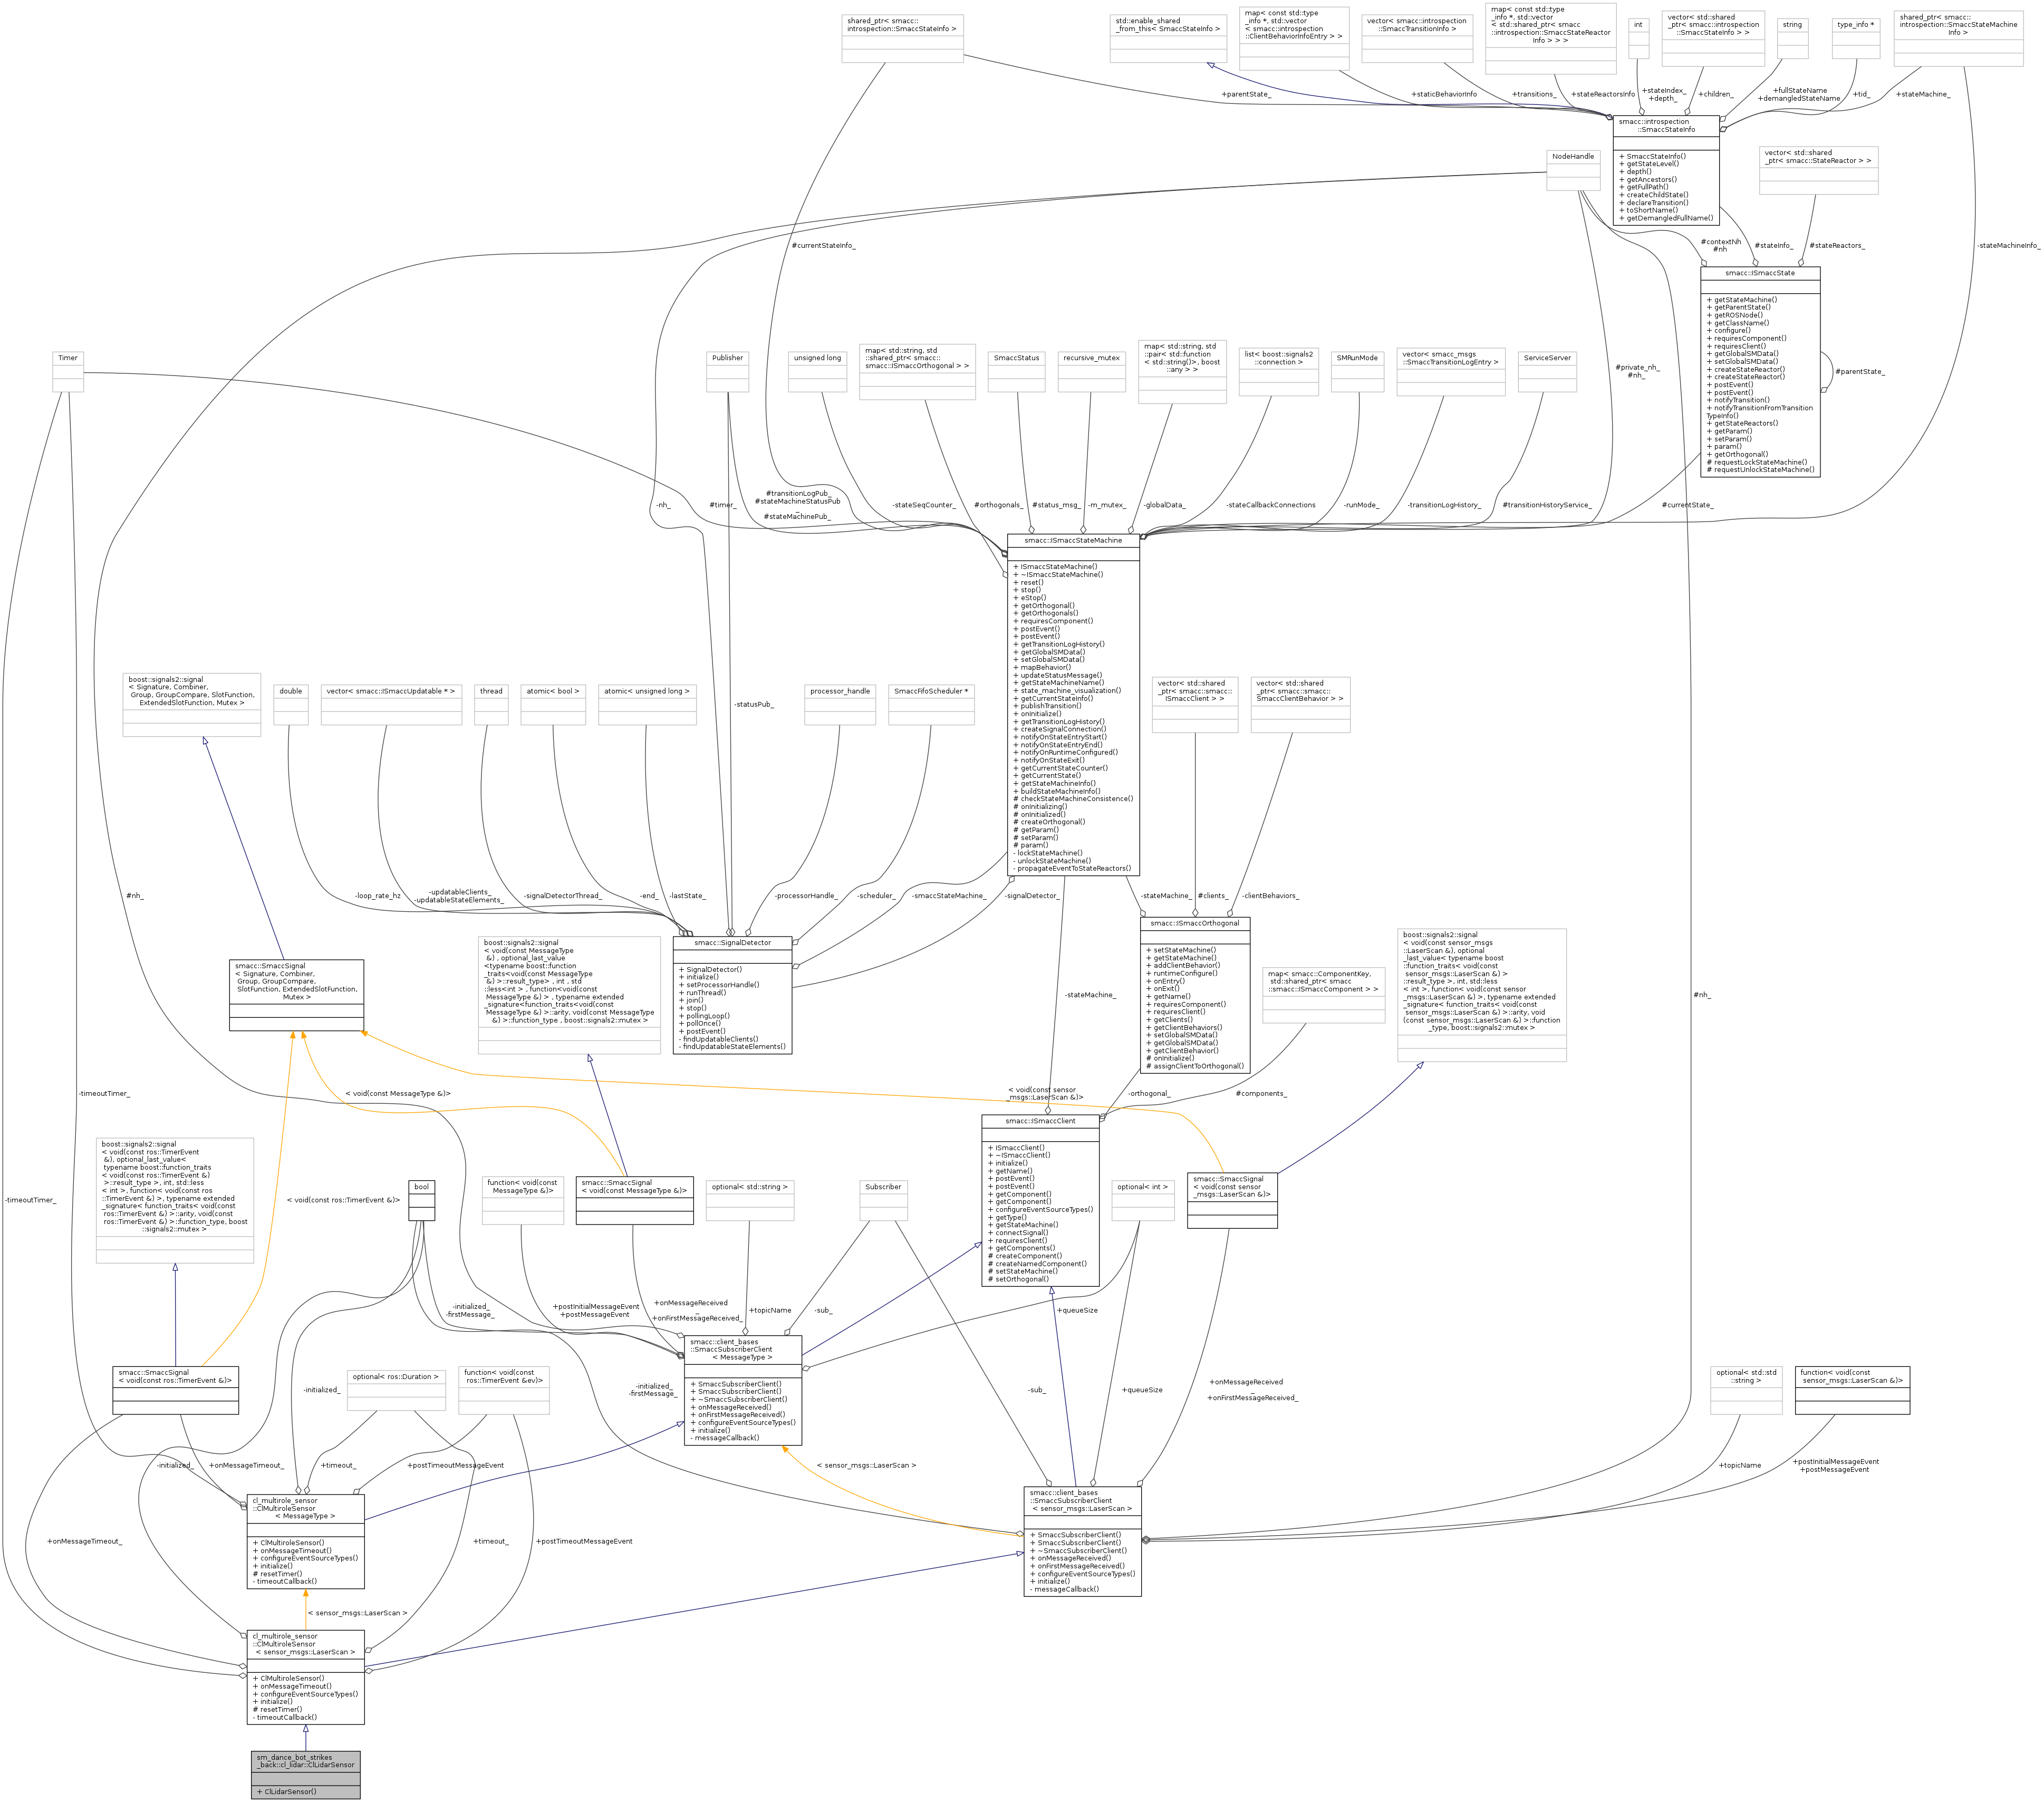 shared_ptr< smacc::
introspection::SmaccStateInfo >
std::enable_shared
_from_this< SmaccStateInfo >
map< const std::type
_info *, std::vector
< smacc::introspection
::ClientBehaviorInfoEntry > >
vector< smacc::introspection
::SmaccTransitionInfo >
map< const std::type
_info *, std::vector
< std::shared_ptr< smacc
::introspection::SmaccStateReactor
Info > > >
int
vector< std::shared
_ptr< smacc::introspection
::SmaccStateInfo > >
string
type_info *
shared_ptr< smacc::
introspection::SmaccStateMachine
Info >
+parentState_
+staticBehaviorInfo
+transitions_
+stateReactorsInfo
+stateIndex_
+depth_
+children_
+fullStateName
+demangledStateName
+tid_
+stateMachine_
smacc::introspection
::SmaccStateInfo
+ SmaccStateInfo()
+ getStateLevel()
+ depth()
+ getAncestors()
+ getFullPath()
+ createChildState()
+ declareTransition()
+ toShortName()
+ getDemangledFullName()
NodeHandle
vector< std::shared
_ptr< smacc::StateReactor > >
#currentStateInfo_
#contextNh
#nh
#stateInfo_
#stateReactors_
-stateMachineInfo_
smacc::ISmaccState
+ getStateMachine()
+ getParentState()
+ getROSNode()
+ getClassName()
+ configure()
+ requiresComponent()
+ requiresClient()
+ getGlobalSMData()
+ setGlobalSMData()
+ createStateReactor()
+ createStateReactor()
+ postEvent()
+ postEvent()
+ notifyTransition()
+ notifyTransitionFromTransition
TypeInfo()
+ getStateReactors()
+ getParam()
+ setParam()
+ param()
+ getOrthogonal()
# requestLockStateMachine()
# requestUnlockStateMachine()
#parentState_
Timer
Publisher
unsigned long
map< std::string, std
::shared_ptr< smacc::
smacc::ISmaccOrthogonal > >
SmaccStatus
recursive_mutex
map< std::string, std
::pair< std::function
< std::string()>, boost
::any > >
list< boost::signals2
::connection >
SMRunMode
vector< smacc_msgs
::SmaccTransitionLogEntry >
ServiceServer
#private_nh_
#nh_
-nh_
#timer_
#transitionLogPub_
#stateMachineStatusPub
_
#stateMachinePub_
-stateSeqCounter_
#orthogonals_
#status_msg_
-m_mutex_
-globalData_
-stateCallbackConnections
-runMode_
-transitionLogHistory_
#transitionHistoryService_
#currentState_
smacc::ISmaccStateMachine
+ ISmaccStateMachine()
+ ~ISmaccStateMachine()
+ reset()
+ stop()
+ eStop()
+ getOrthogonal()
+ getOrthogonals()
+ requiresComponent()
+ postEvent()
+ postEvent()
+ getTransitionLogHistory()
+ getGlobalSMData()
+ setGlobalSMData()
+ mapBehavior()
+ updateStatusMessage()
+ getStateMachineName()
+ state_machine_visualization()
+ getCurrentStateInfo()
+ publishTransition()
+ onInitialize()
+ getTransitionLogHistory()
+ createSignalConnection()
+ notifyOnStateEntryStart()
+ notifyOnStateEntryEnd()
+ notifyOnRuntimeConfigured()
+ notifyOnStateExit()
+ getCurrentStateCounter()
+ getCurrentState()
+ getStateMachineInfo()
+ buildStateMachineInfo()
# checkStateMachineConsistence()
# onInitializing()
# onInitialized()
# createOrthogonal()
# getParam()
# setParam()
# param()
- lockStateMachine()
- unlockStateMachine()
- propagateEventToStateReactors()
boost::signals2::signal
< Signature, Combiner,
Group, GroupCompare, SlotFunction,
ExtendedSlotFunction, Mutex >
double
vector< smacc::ISmaccUpdatable * >
thread
atomic< bool >
atomic< unsigned long >
-statusPub_
processor_handle
SmaccFifoScheduler *
vector< std::shared
_ptr< smacc::smacc::
ISmaccClient > >
vector< std::shared
_ptr< smacc::smacc::
SmaccClientBehavior > >
#nh_
-loop_rate_hz
-updatableClients_
-updatableStateElements_
-signalDetectorThread_
-end_
-lastState_
-processorHandle_
-scheduler_
-smaccStateMachine_
-signalDetector_
-stateMachine_
#clients_
-clientBehaviors_
#nh_
smacc::SmaccSignal
< Signature, Combiner,
Group, GroupCompare,
SlotFunction, ExtendedSlotFunction,
Mutex >
boost::signals2::signal
< void(const MessageType
&) , optional_last_value
<typename boost::function
_traits<void(const MessageType
&) >::result_type> , int , std
::less<int > , function<void(const
MessageType &) > , typename extended
_signature<function_traits<void(const
MessageType &) >::arity, void(const MessageType
&) >::function_type , boost::signals2::mutex >
smacc::SignalDetector
+ SignalDetector()
+ initialize()
+ setProcessorHandle()
+ runThread()
+ join()
+ stop()
+ pollingLoop()
+ pollOnce()
+ postEvent()
- findUpdatableClients()
- findUpdatableStateElements()
smacc::ISmaccOrthogonal
+ setStateMachine()
+ getStateMachine()
+ addClientBehavior()
+ runtimeConfigure()
+ onEntry()
+ onExit()
+ getName()
+ requiresComponent()
+ requiresClient()
+ getClients()
+ getClientBehaviors()
+ setGlobalSMData()
+ getGlobalSMData()
+ getClientBehavior()
# onInitialize()
# assignClientToOrthogonal()
map< smacc::ComponentKey,
std::shared_ptr< smacc
::smacc::ISmaccComponent > >
boost::signals2::signal
< void(const sensor_msgs
::LaserScan &), optional
_last_value< typename boost
::function_traits< void(const
sensor_msgs::LaserScan &) >
::result_type >, int, std::less
< int >, function< void(const sensor
_msgs::LaserScan &) >, typename extended
_signature< function_traits< void(const
sensor_msgs::LaserScan &) >::arity, void
(const sensor_msgs::LaserScan &) >::function
_type, boost::signals2::mutex >
-stateMachine_
-timeoutTimer_
< void(const MessageType &)>
< void(const sensor
_msgs::LaserScan &)>
-orthogonal_
#components_
boost::signals2::signal
< void(const ros::TimerEvent
&), optional_last_value<
typename boost::function_traits
< void(const ros::TimerEvent &)
>::result_type >, int, std::less
< int >, function< void(const ros
::TimerEvent &) >, typename extended
_signature< function_traits< void(const
ros::TimerEvent &) >::arity, void(const
ros::TimerEvent &) >::function_type, boost
::signals2::mutex >
smacc::ISmaccClient
+ ISmaccClient()
+ ~ISmaccClient()
+ initialize()
+ getName()
+ postEvent()
+ postEvent()
+ getComponent()
+ getComponent()
+ configureEventSourceTypes()
+ getType()
+ getStateMachine()
+ connectSignal()
+ requiresClient()
+ getComponents()
# createComponent()
# createNamedComponent()
# setStateMachine()
# setOrthogonal()
-timeoutTimer_
< void(const ros::TimerEvent &)>
bool
function< void(const
MessageType &)>
smacc::SmaccSignal
< void(const MessageType &)>
optional< std::string >
Subscriber
optional< int >
smacc::SmaccSignal
< void(const sensor
_msgs::LaserScan &)>
-initialized_
-firstMessage_
+postInitialMessageEvent
+postMessageEvent
+onMessageReceived
_
+onFirstMessageReceived_
+topicName
-sub_
+queueSize
smacc::client_bases
::SmaccSubscriberClient
< MessageType >
+ SmaccSubscriberClient()
+ SmaccSubscriberClient()
+ ~SmaccSubscriberClient()
+ onMessageReceived()
+ onFirstMessageReceived()
+ configureEventSourceTypes()
+ initialize()
- messageCallback()
smacc::SmaccSignal
< void(const ros::TimerEvent &)>
-initialized_
optional< ros::Duration >
function< void(const
ros::TimerEvent &ev)>
-initialized_
-firstMessage_
-sub_
+queueSize
+onMessageReceived
_
+onFirstMessageReceived_
optional< std::std
::string >
function< void(const
sensor_msgs::LaserScan &)>
-initialized_
+onMessageTimeout_
+timeout_
+postTimeoutMessageEvent
< sensor_msgs::LaserScan >
+topicName
+postInitialMessageEvent
+postMessageEvent
cl_multirole_sensor
::ClMultiroleSensor
< MessageType >
+ ClMultiroleSensor()
+ onMessageTimeout()
+ configureEventSourceTypes()
+ initialize()
# resetTimer()
- timeoutCallback()
smacc::client_bases
::SmaccSubscriberClient
< sensor_msgs::LaserScan >
+ SmaccSubscriberClient()
+ SmaccSubscriberClient()
+ ~SmaccSubscriberClient()
+ onMessageReceived()
+ onFirstMessageReceived()
+ configureEventSourceTypes()
+ initialize()
- messageCallback()
+onMessageTimeout_
+timeout_
+postTimeoutMessageEvent
< sensor_msgs::LaserScan >
cl_multirole_sensor
::ClMultiroleSensor
< sensor_msgs::LaserScan >
+ ClMultiroleSensor()
+ onMessageTimeout()
+ configureEventSourceTypes()
+ initialize()
# resetTimer()
- timeoutCallback()
sm_dance_bot_strikes
_back::cl_lidar::ClLidarSensor
+ ClLidarSensor()